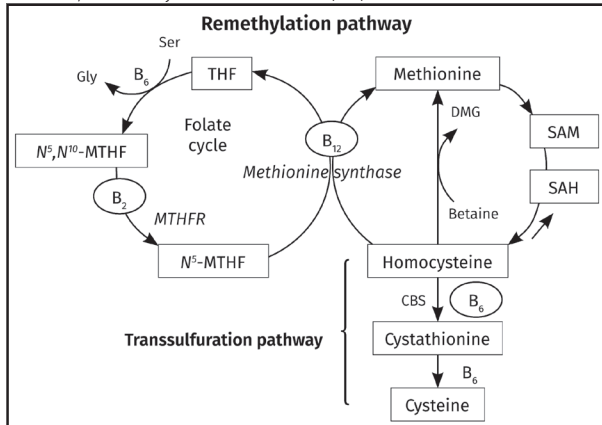 Remethylation pathway
Ser
Gly
B6
THF
Methionine
DMG
Folate
cycle
B12
SAM
N5,N10-MTHF
Methionine synthase
SAH
B2
MTHFR
Betaine
N5-MTHF
Homocysteine
CBS
B6
Transsulfuration pathway
Cystathionine
B6
Cysteine